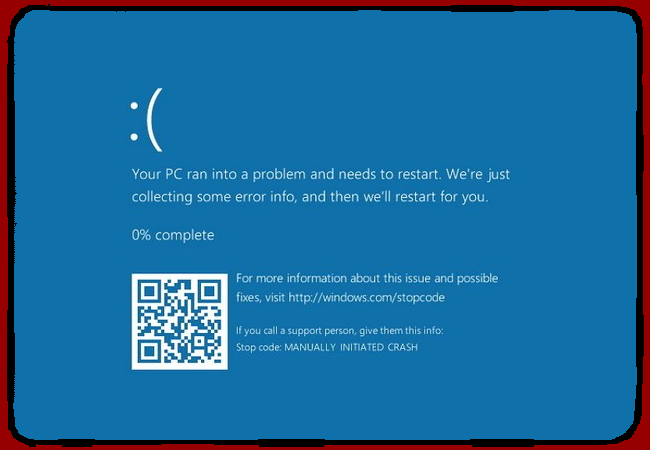 :(
Your PC ran into a problem and needs to restart. We're just
collecting some error info, and then we'll restart for you.
0% complete
For more information about this issue and possible
fixes, visit http://windows.com/stopcode
If you call a support person, give them this info:
Stop code: MANUALLY INITIATED CRASH